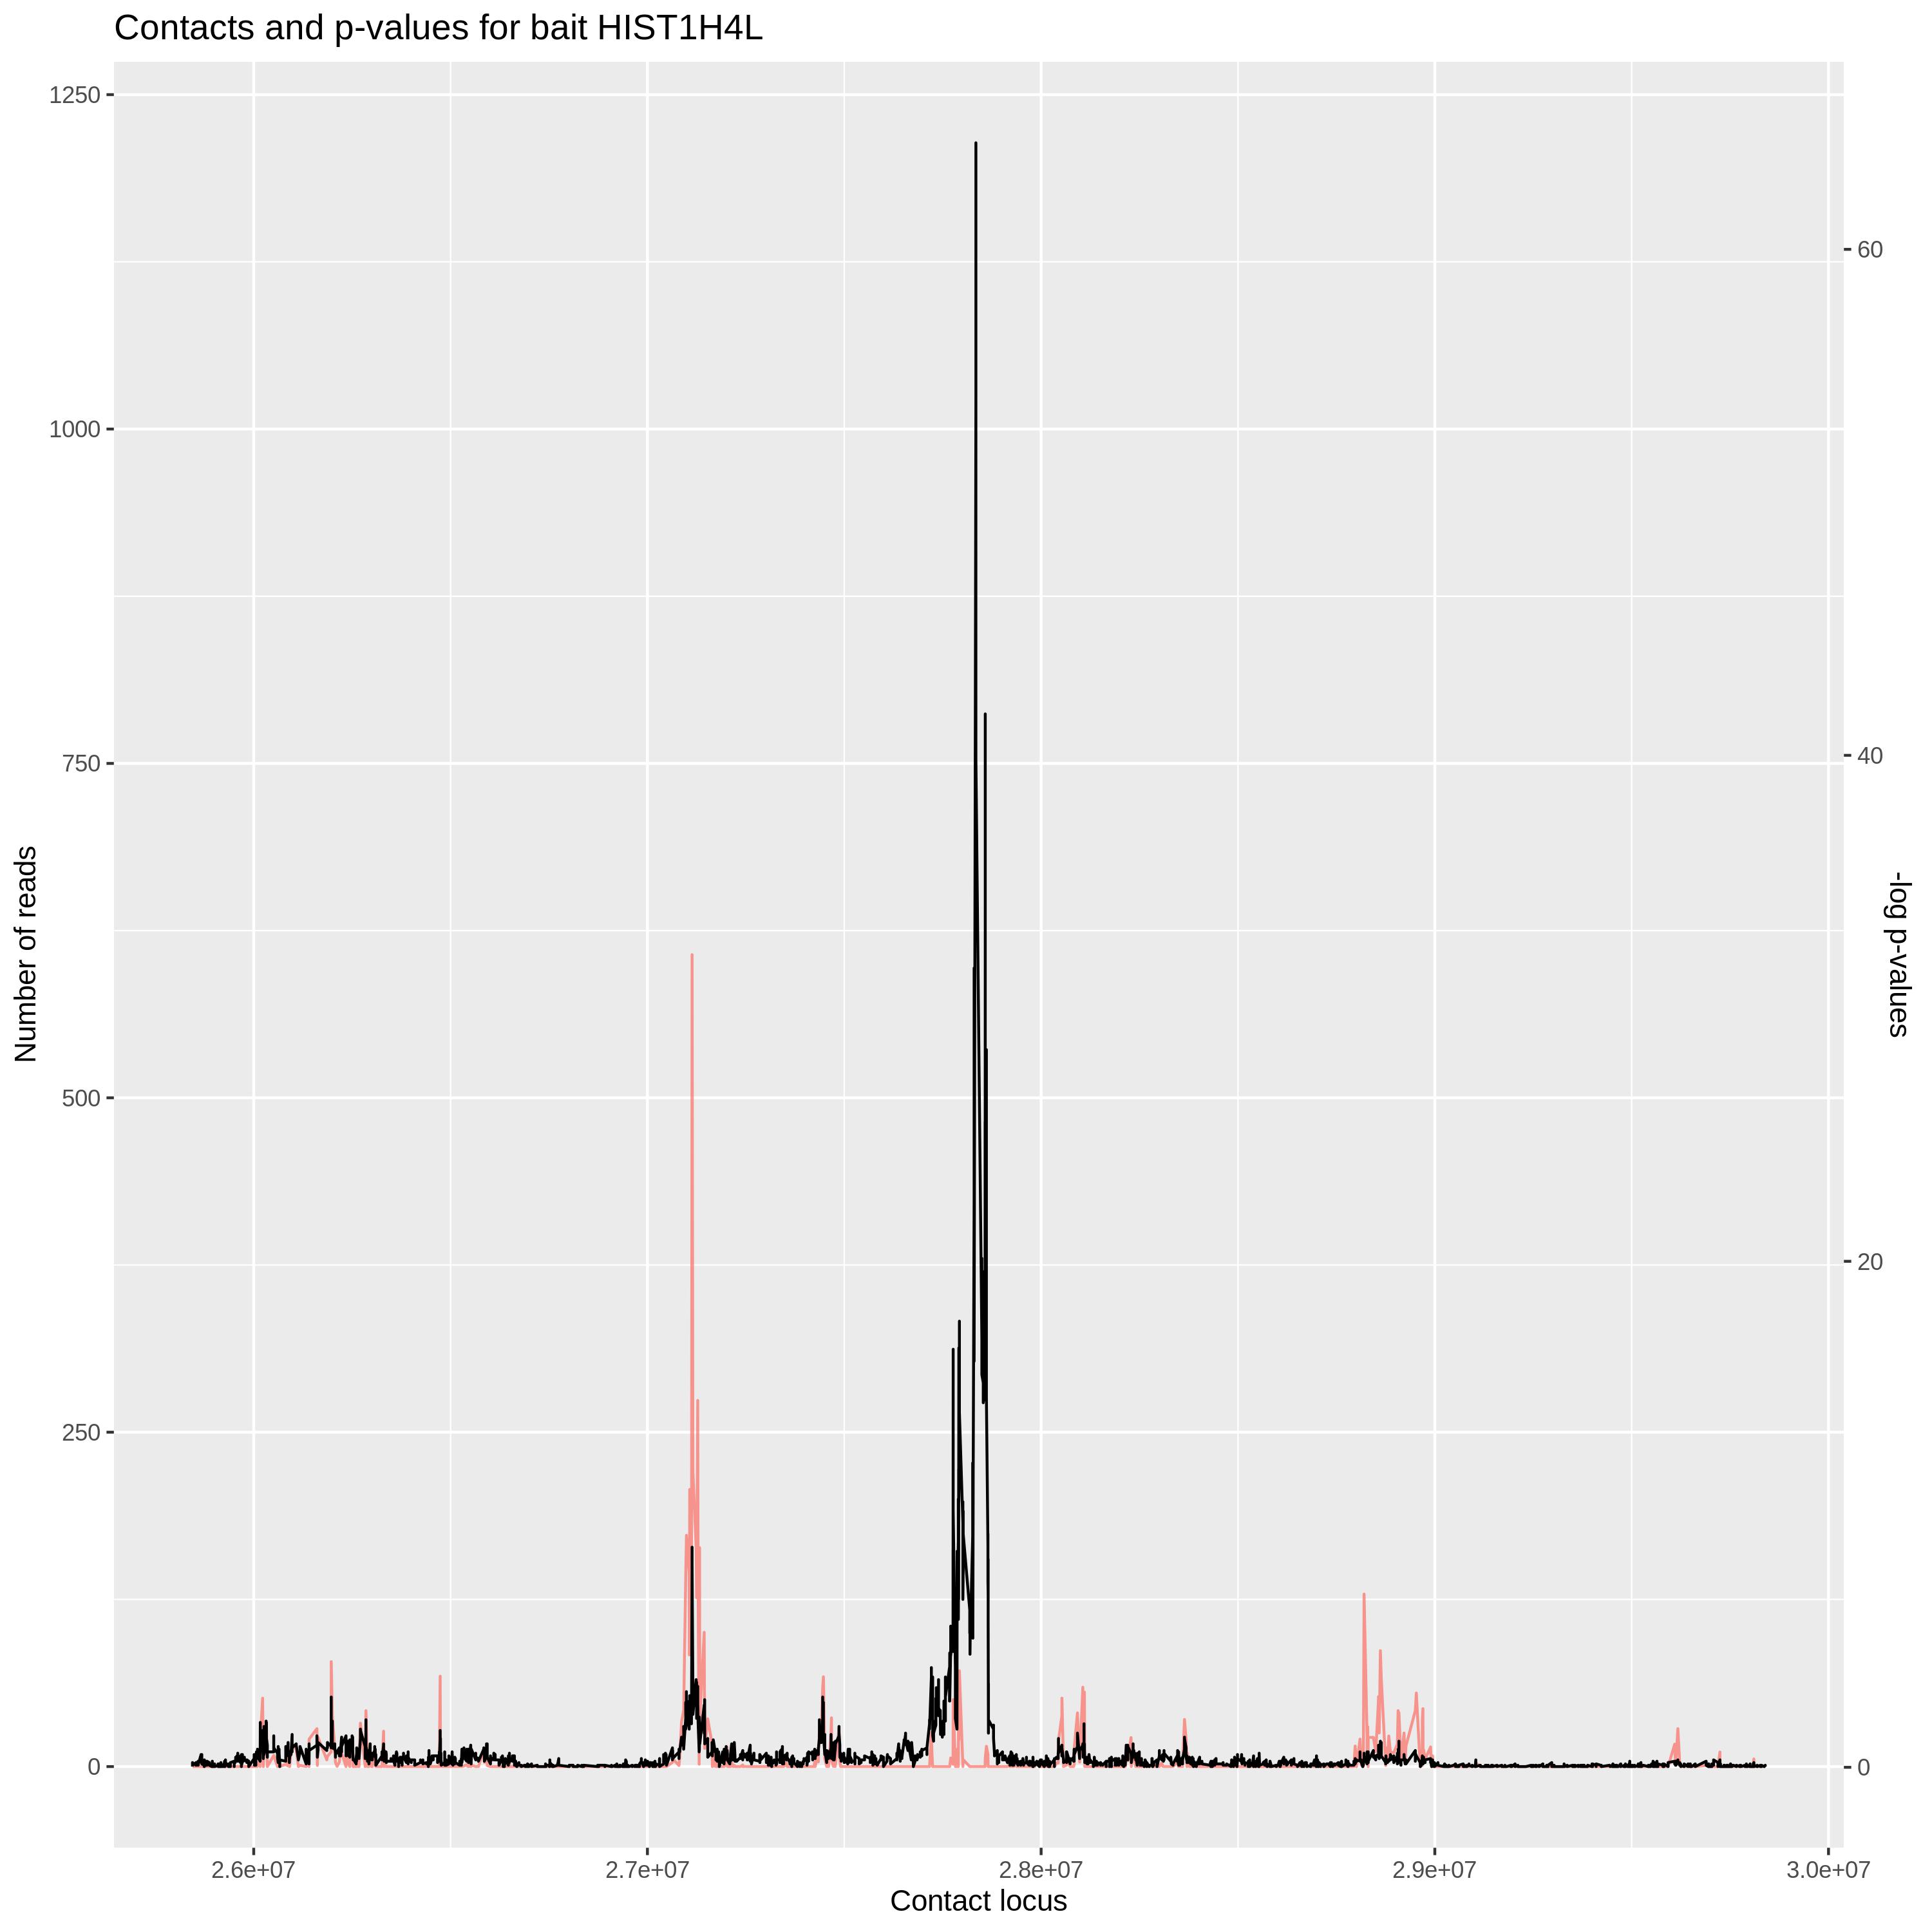 Contacts and p-values for bait HIST1H4L
1250
1000
750
500
250
0
Number of reads
60
40
20
0
-log p-values
2.6e+07 2.7e+07 2.8e+07 2.9e+07 3.0e+07
Contact locus